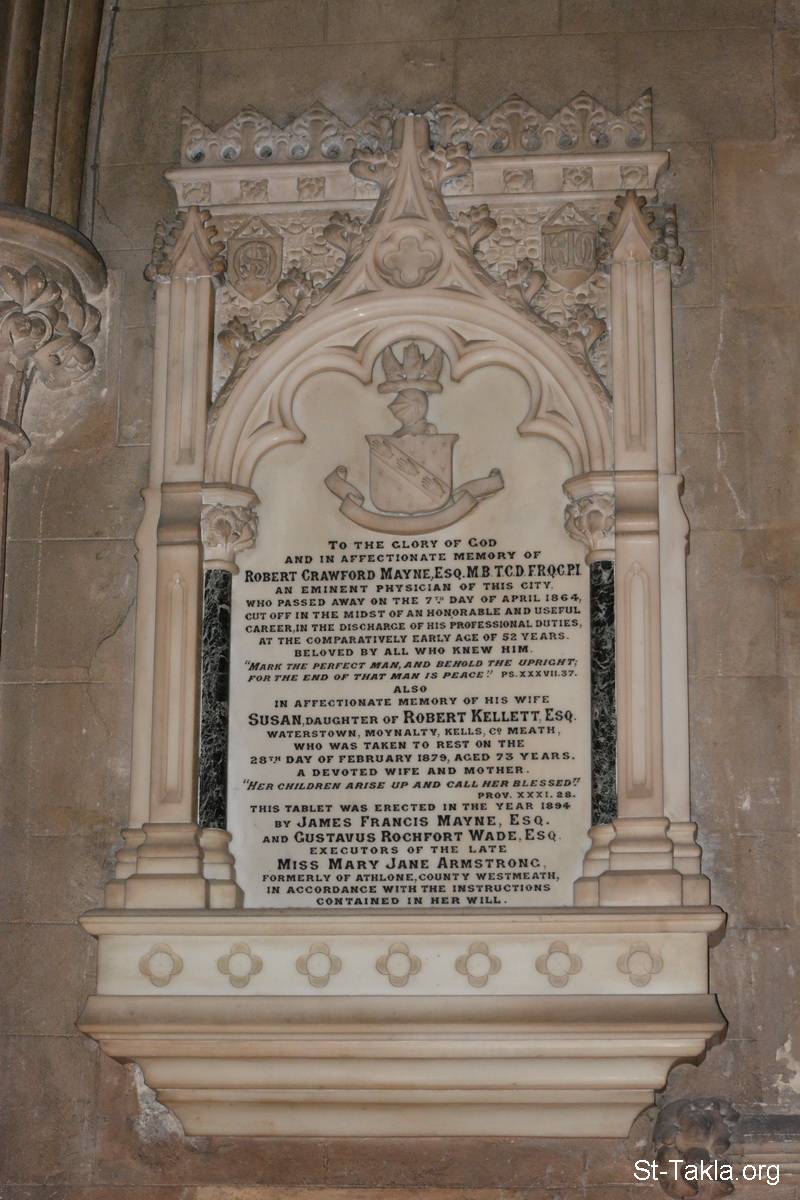 TO THE GLORY OF GOD
AND IN AFFECTIONATE MEMORY OF
ROBERT CRAWFORD MAYNE, ESQ. M.B.T.C.D. F.R.Q.C.P.I.
AN EMINENT PHYSICIAN OF THIS CITY,
WHO PASSED AWAY ON THE 7TH DAY OF APRIL 1864,
CUT OFF IN THE MIDST OF AN HONORABLE AND USEFUL
CAREER, IN THE DISCHARGE OF HIS PROFESSIONAL DUTIES,
AT THE COMPARATIVELY EARLY AGE OF 52 YEARS.
BELOVED BY ALL WHO KNEW HIM.
"MARK THE PERFECT MAN, AND BEHOLD THE UPRIGHT;
FOR THE END OF THAT MAN IS PEACE." PS. XXXVII. 37.
ALSO
IN AFFECTIONATE MEMORY OF HIS WIFE
SUSAN, DAUGHTER OF ROBERT KELLETT, ESQ.
WATERSTOWN, MOYNALTY, KELLS, CO. MEATH,
WHO WAS TAKEN TO REST ON THE
28TH DAY OF FEBRUARY 1879, AGED 73 YEARS.
A DEVOTED WIFE AND MOTHER.
"HER CHILDREN ARISE UP AND CALL HER BLESSED."
PROV. XXXI. 28.
THIS TABLET WAS ERECTED IN THE YEAR 1894
BY JAMES FRANCIS MAYNE, ESQ.
AND GUSTAVUS ROCHFORT WADE, ESQ.
EXECUTORS OF THE LATE
MISS MARY JANE ARMSTRONG,
FORMERLY OF ATHLONE, COUNTY WESTMEATH,
IN ACCORDANCE WITH THE INSTRUCTIONS
CONTAINED IN HER WILL.
St-Takla.org